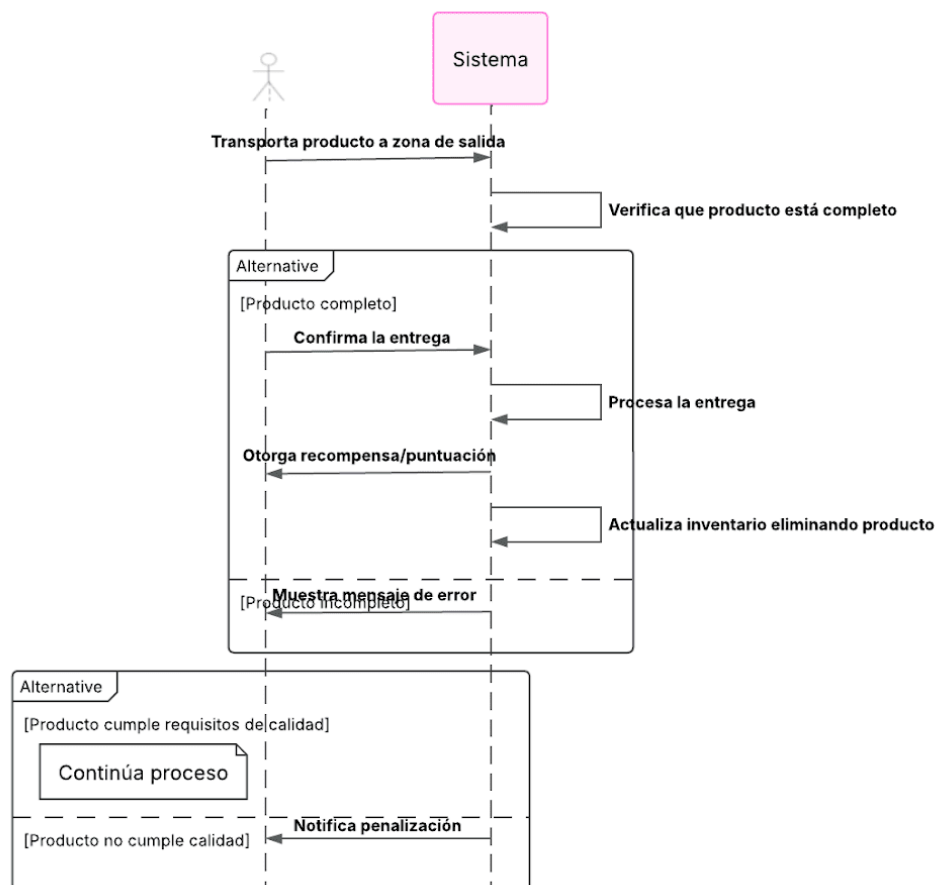 Sistema
Transporta producto a zona de salida
Verifica que producto está completo
Alternative
[Producto completo]
Confirma la entrega
Procesa la entrega
Otorga recompensa/puntuación
Actualiza inventario eliminando producto
Muestra mensaje de error
[Producto incompleto]
Alternative
[Producto cumple requisitos de calidad]
Continúa proceso
Notifica penalización
[Producto no cumple calidad]